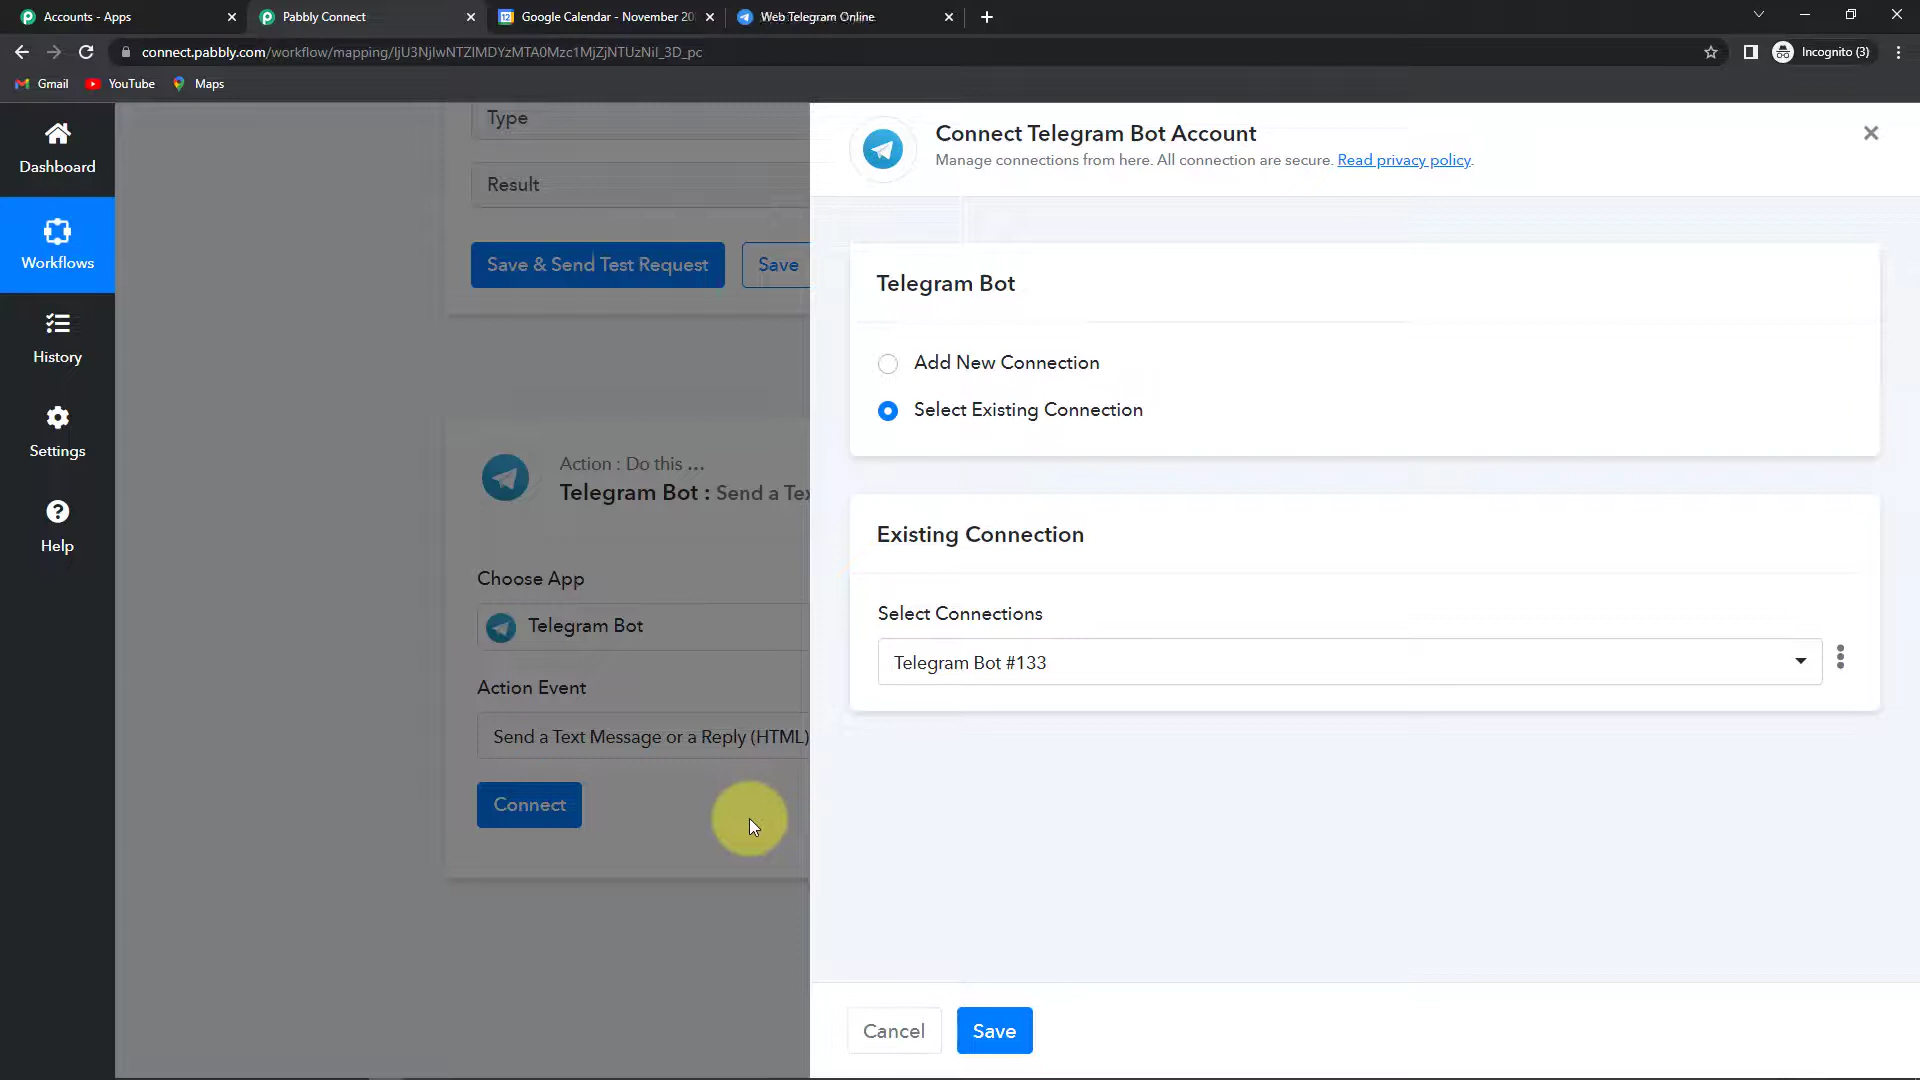 Accounts - Apps
Pabbly Connect
Google Calendar - November 20
Web Telegram Online
connect.pabbly.com/workflow/mapping/IjU3NjIwNTZlMDYzMTA0Mzc1MjZjNTUzNiI_3D_pc
Incognito (3)
Gmail
YouTube
Maps
Dashboard
Workflows
History
Settings
Help
Type
Result
Save & Send Test Request
Save
Action : Do this ...
Telegram Bot : Send a Tex
Choose App
Telegram Bot
Action Event
Send a Text Message or a Reply (HTML)
Connect
Connect Telegram Bot Account
Manage connections from here. All connection are secure. Read privacy policy.
Telegram Bot
Add New Connection
Select Existing Connection
Existing Connection
Select Connections
Telegram Bot #133
Cancel
Save